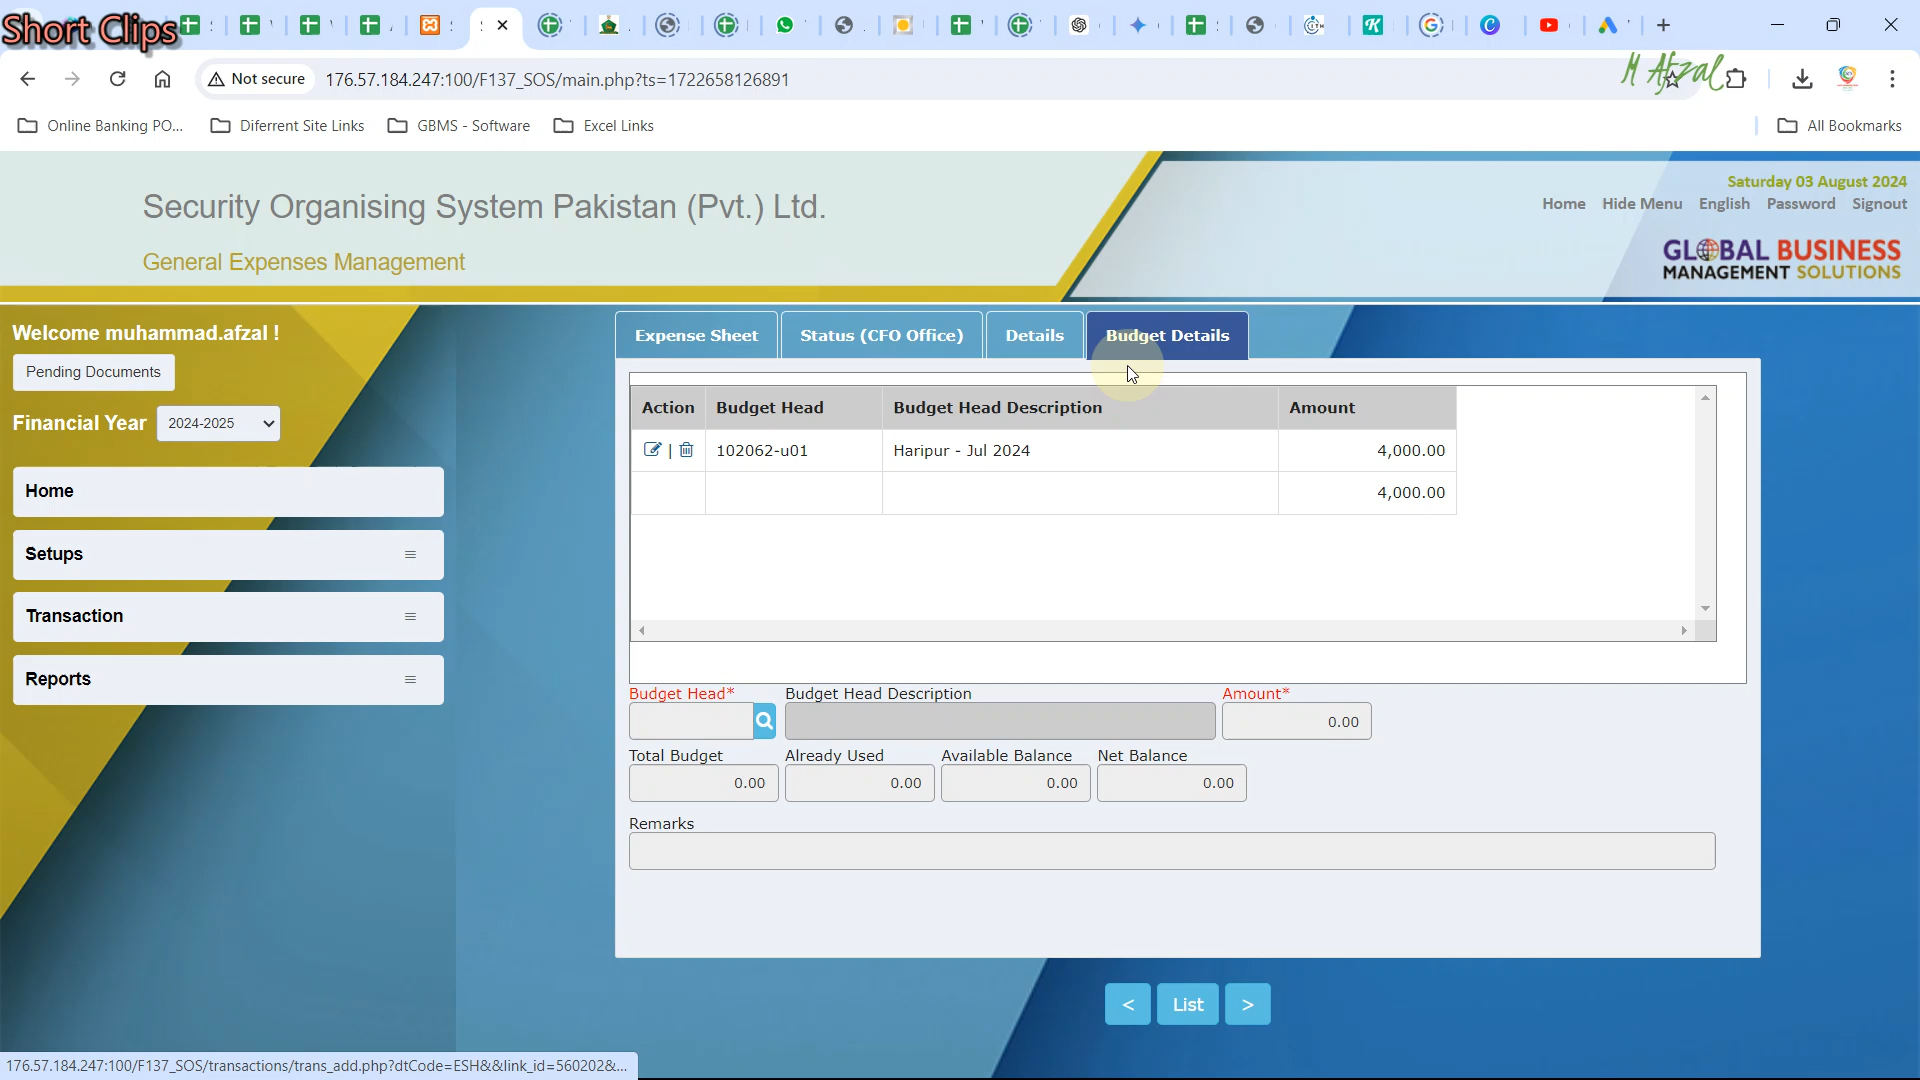 Short Clips
M Afzal
Not secure
176.57.184.247:100/F137_SOS/main.php?ts=1722658126891
Online Banking PO...
Diferrent Site Links
GBMS - Software
Excel Links
All Bookmarks
Security Organising System Pakistan (Pvt.) Ltd.
General Expenses Management
Saturday 03 August 2024
Home Hide Menu English Password Signout
GLOBAL BUSINESS
MANAGEMENT SOLUTIONS
Welcome muhammad.afzal !
Pending Documents
Financial Year 2024-2025
Home
Setups
Transaction
Reports
Expense Sheet Status (CFO Office) Details Budget Details
Action Budget Head Budget Head Description Amount
| 102062-u01 Haripur - Jul 2024 4,000.00
4,000.00
Budget Head* Budget Head Description Amount*
0.00
Total Budget Already Used Available Balance Net Balance
0.00 0.00 0.00 0.00
Remarks
< List >
176.57.184.247:100/F137_SOS/transactions/trans_add.php?dtCode=ESH&&link_id=560202&...